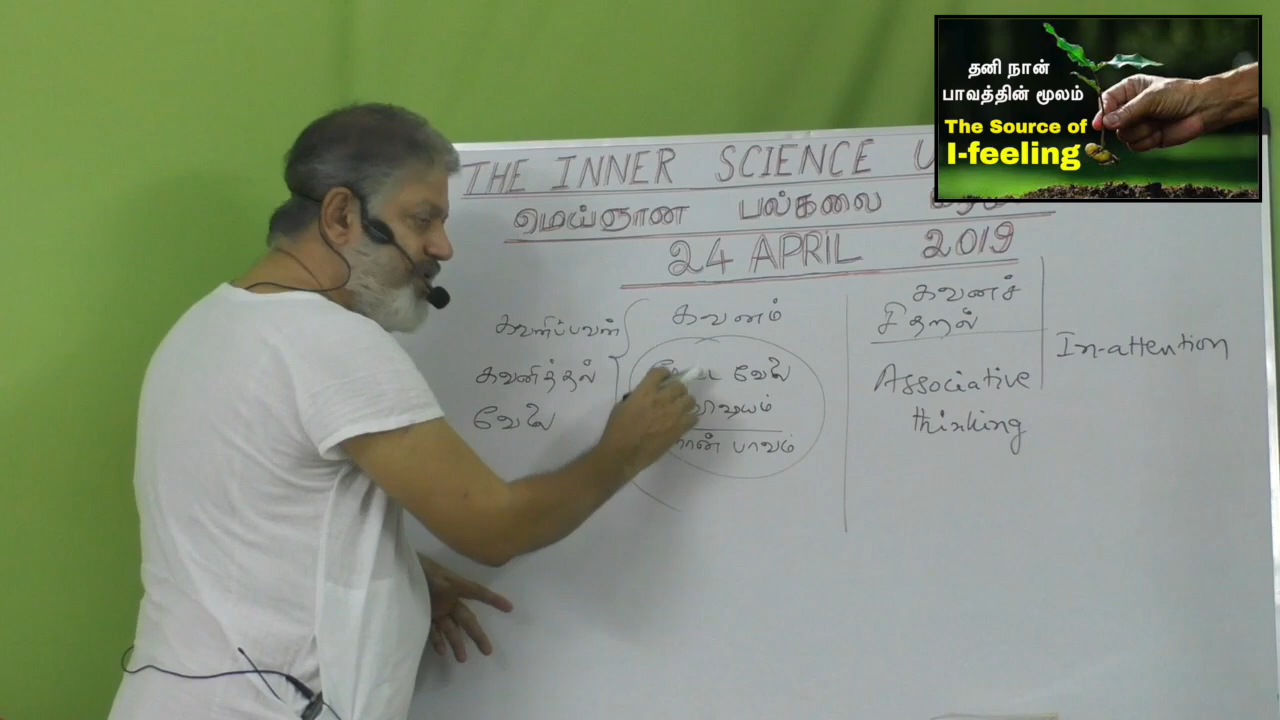 THE INNER SCIENCE
மெய்ஞான பல்கலை
24 APRIL 2019
தனி நான்
பாவத்தின் மூலம்
The Source of
I-feeling
கவனிப்பவன்
கவனித்தல்
வேலை
கவனம்
வேலை
நான் பாவம்
கவனச்
சிதறல்
Associative
thinking
In-attention